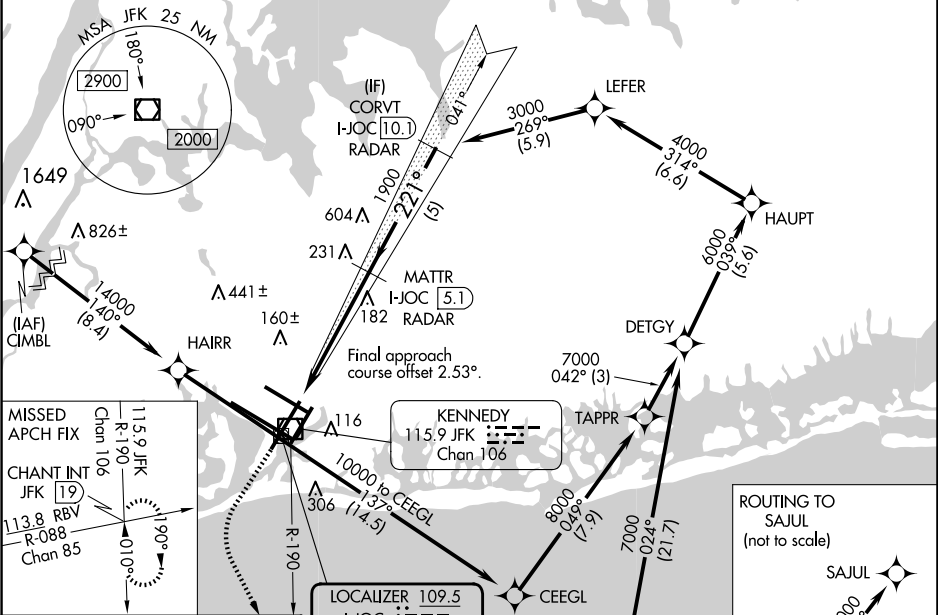 MSA JFK 25 NM
180°
2900
090°
2000
1649
826±
(IAF)
CIMBL
14000
140°
(8.4)
HAIRR
441±
160±
(IF)
CORVT
I-JOC 10.1
RADAR
041°
1900
221°
(5)
604
231
MATTR
I-JOC 5.1
RADAR
182
Final approach
course offset 2.53°.
LEFER
3000
269°
(5.9)
4000
314°
(6.6)
HAUPT
6000
039°
(5.6)
DETGY
7000
042° (3)
TAPPR
116
KENNEDY
115.9 JFK
Chan 106
306
10000 to CEEGL
137°
(14.5)
8000
049°
(7.9)
7000
024°
(21.7)
CEEGL
R-190
LOCALIZER 109.5
I-JOC
MISSED
APCH FIX
115.9 JFK
R-190
Chan 106
CHANT INT
JFK 19
113.8 RBV
R-088
Chan 85
190°
010°
ROUTING TO
SAJUL
(not to scale)
SAJUL